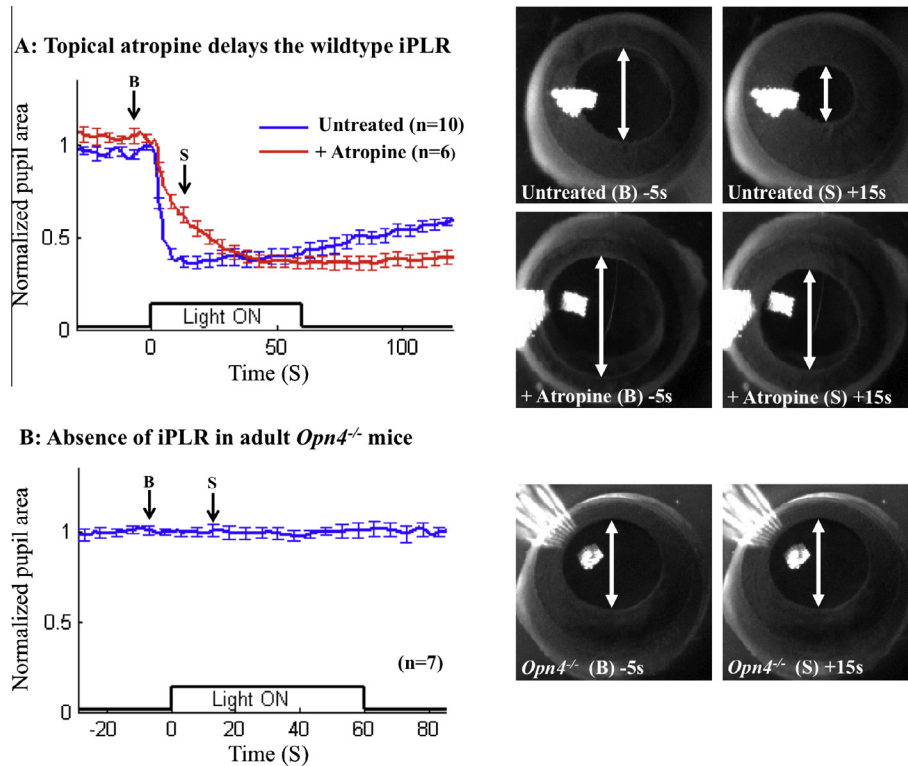 A: Topical atropine delays the wildtype iPLR
B
S
Untreated (n=10)
+ Atropine (n=6)
Normalized pupil area
1
0.5
0
Light ON
0 50 100
Time (S)
Untreated (B) -5s
Untreated (S) +15s
+ Atropine (B) -5s
+ Atropine (S) +15s
B: Absence of iPLR in adult Opn4-/- mice
B
S
Normalized pupil area
1
0.5
0
(n=7)
Light ON
-20 0 20 40 60 80
Time (S)
Opn4-/- (B) -5s
Opn4-/- (S) +15s